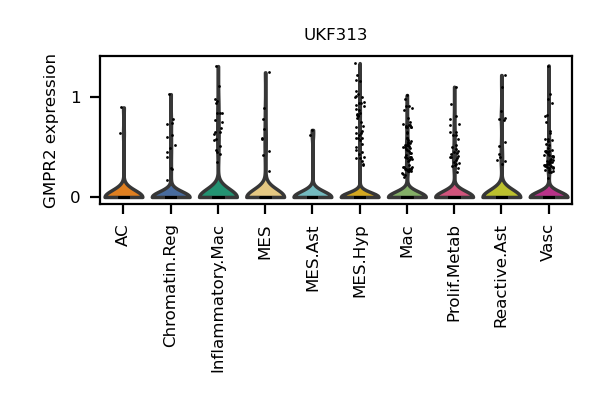 UKF313
GMPR2 expression
1
0
AC
Chromatin.Reg
Inflammatory.Mac
MES
MES.Ast
MES.Hyp
Mac
Prolif.Metab
Reactive.Ast
Vasc